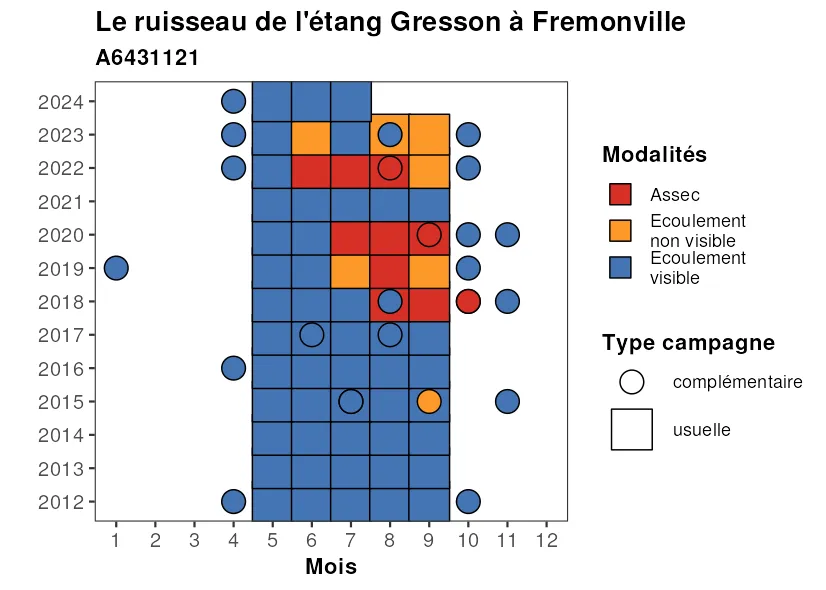 Le ruisseau de l'étang Gresson à Fremonville
A6431121
2024
2023
2022
2021
2020
2019
2018
2017
2016
2015
2014
2013
2012
1 2 3 4 5 6 7 8 9 10 11 12
Mois
Modalités
Assec
Ecoulement
non visible
Ecoulement
visible
Type campagne
complémentaire
usuelle